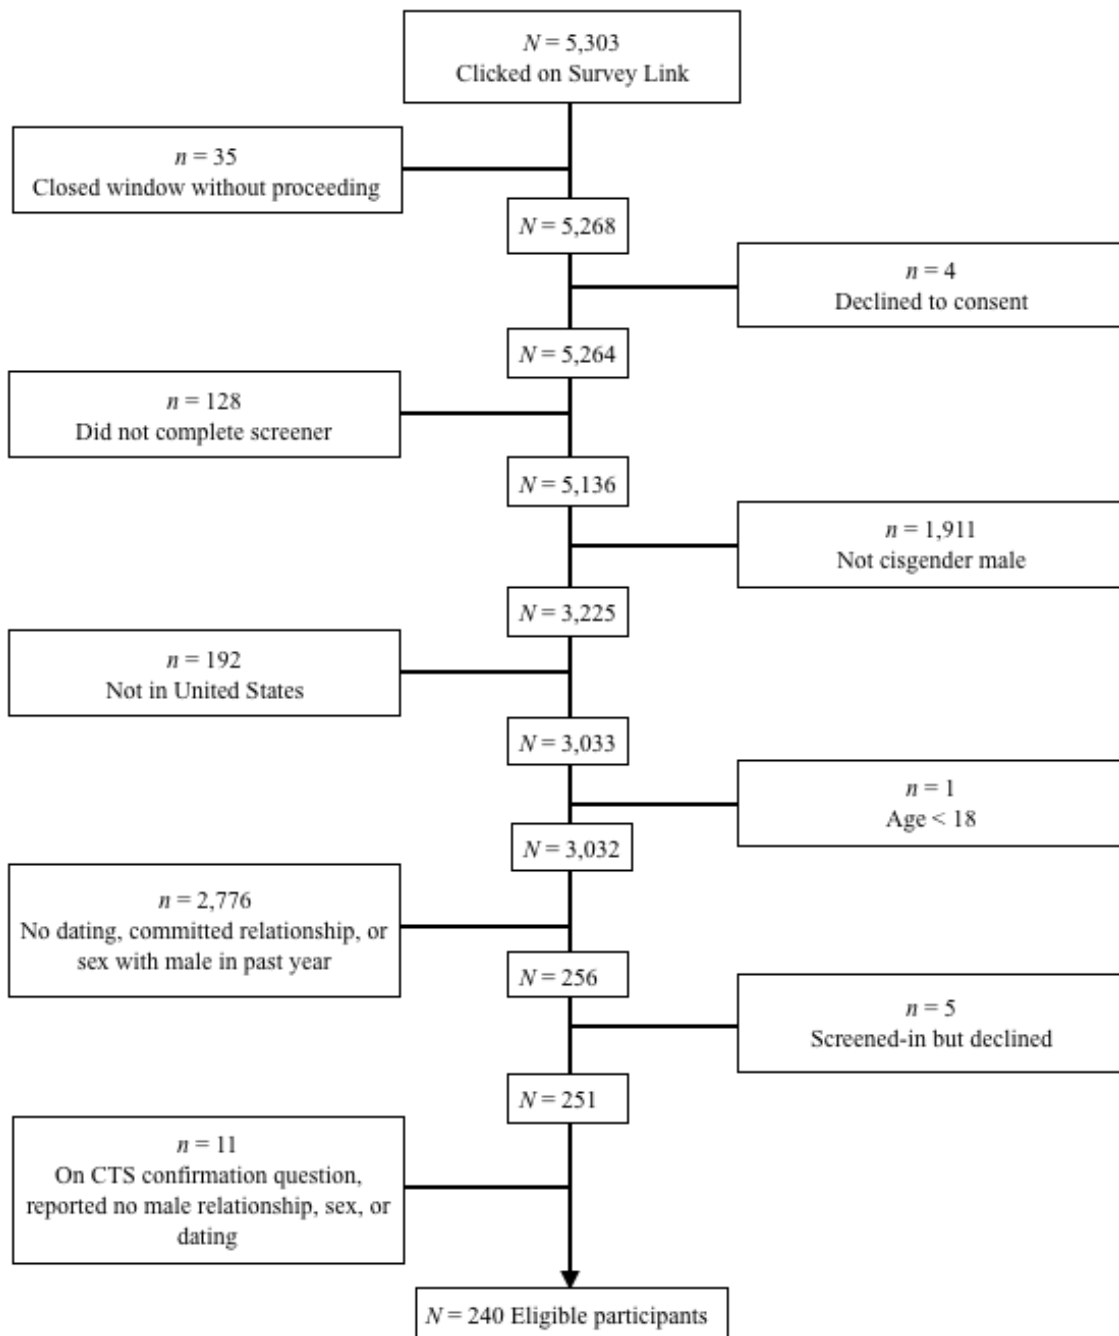 N = 5,303
Clicked on Survey Link
n = 35
Closed window without proceeding
N = 5,268
n = 4
Declined to consent
N = 5,264
n = 128
Did not complete screener
N = 5,136
n = 1,911
Not cisgender male
N = 3,225
n = 192
Not in United States
N = 3,033
n = 1
Age < 18
N = 3,032
n = 2,776
No dating, committed relationship, or
sex with male in past year
N = 256
n = 5
Screened-in but declined
N = 251
n = 11
On CTS confirmation question,
reported no male relationship, sex, or
dating
N = 240 Eligible participants